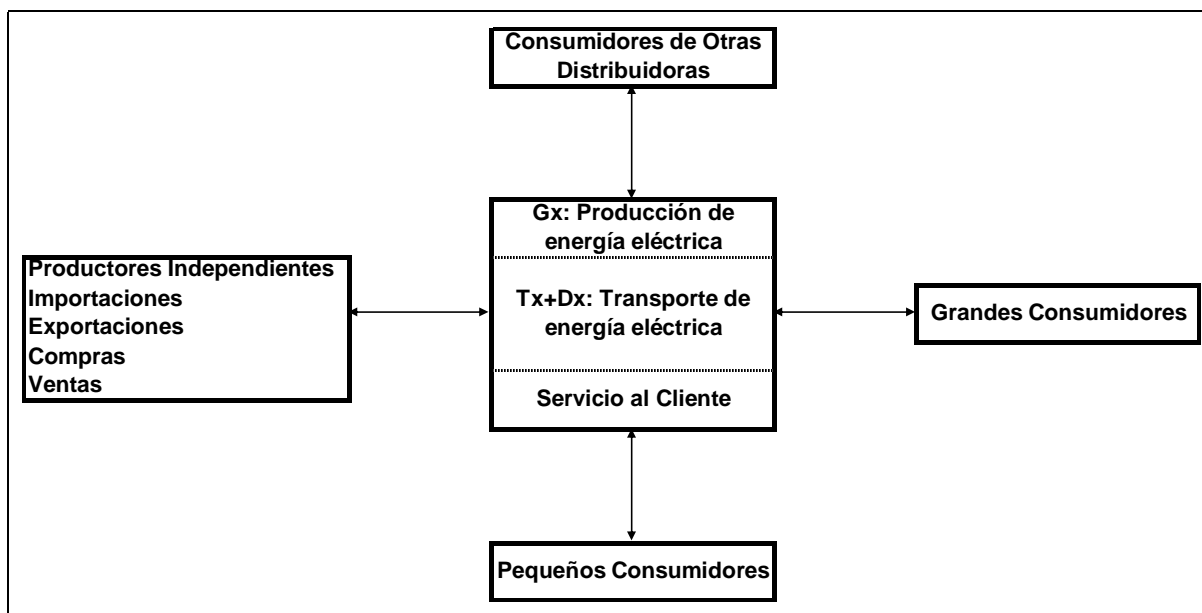 Consumidores de Otras
Distribuidoras
Gx: Producción de
energía eléctrica
Productores Independientes
Importaciones
Exportaciones
Compras
Ventas
Tx+Dx: Transporte de
energía eléctrica
Grandes Consumidores
Servicio al Cliente
Pequeños Consumidores